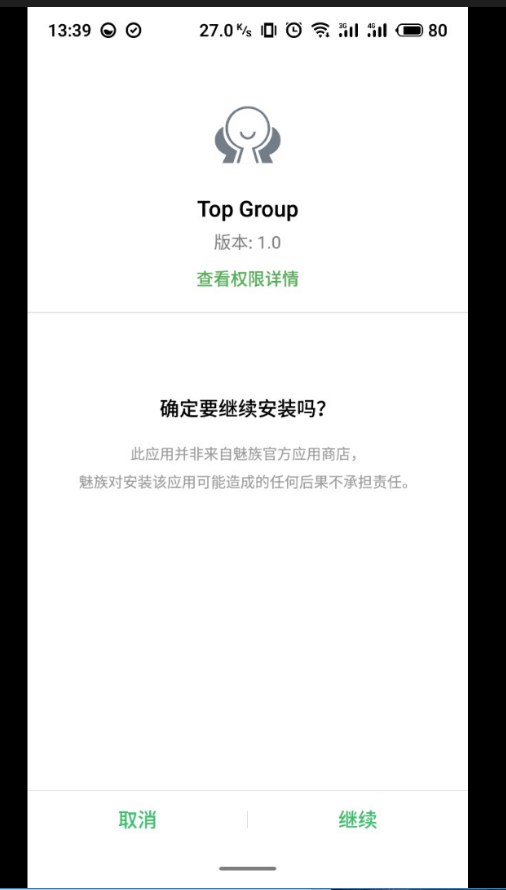 13:39 27.0 K/s 3G 4G 80
Top Group
版本: 1.0
查看权限详情
确定要继续安装吗？
此应用并非来自魅族官方应用商店，
魅族对安装该应用可能造成的任何后果不承担责任。
取消 继续